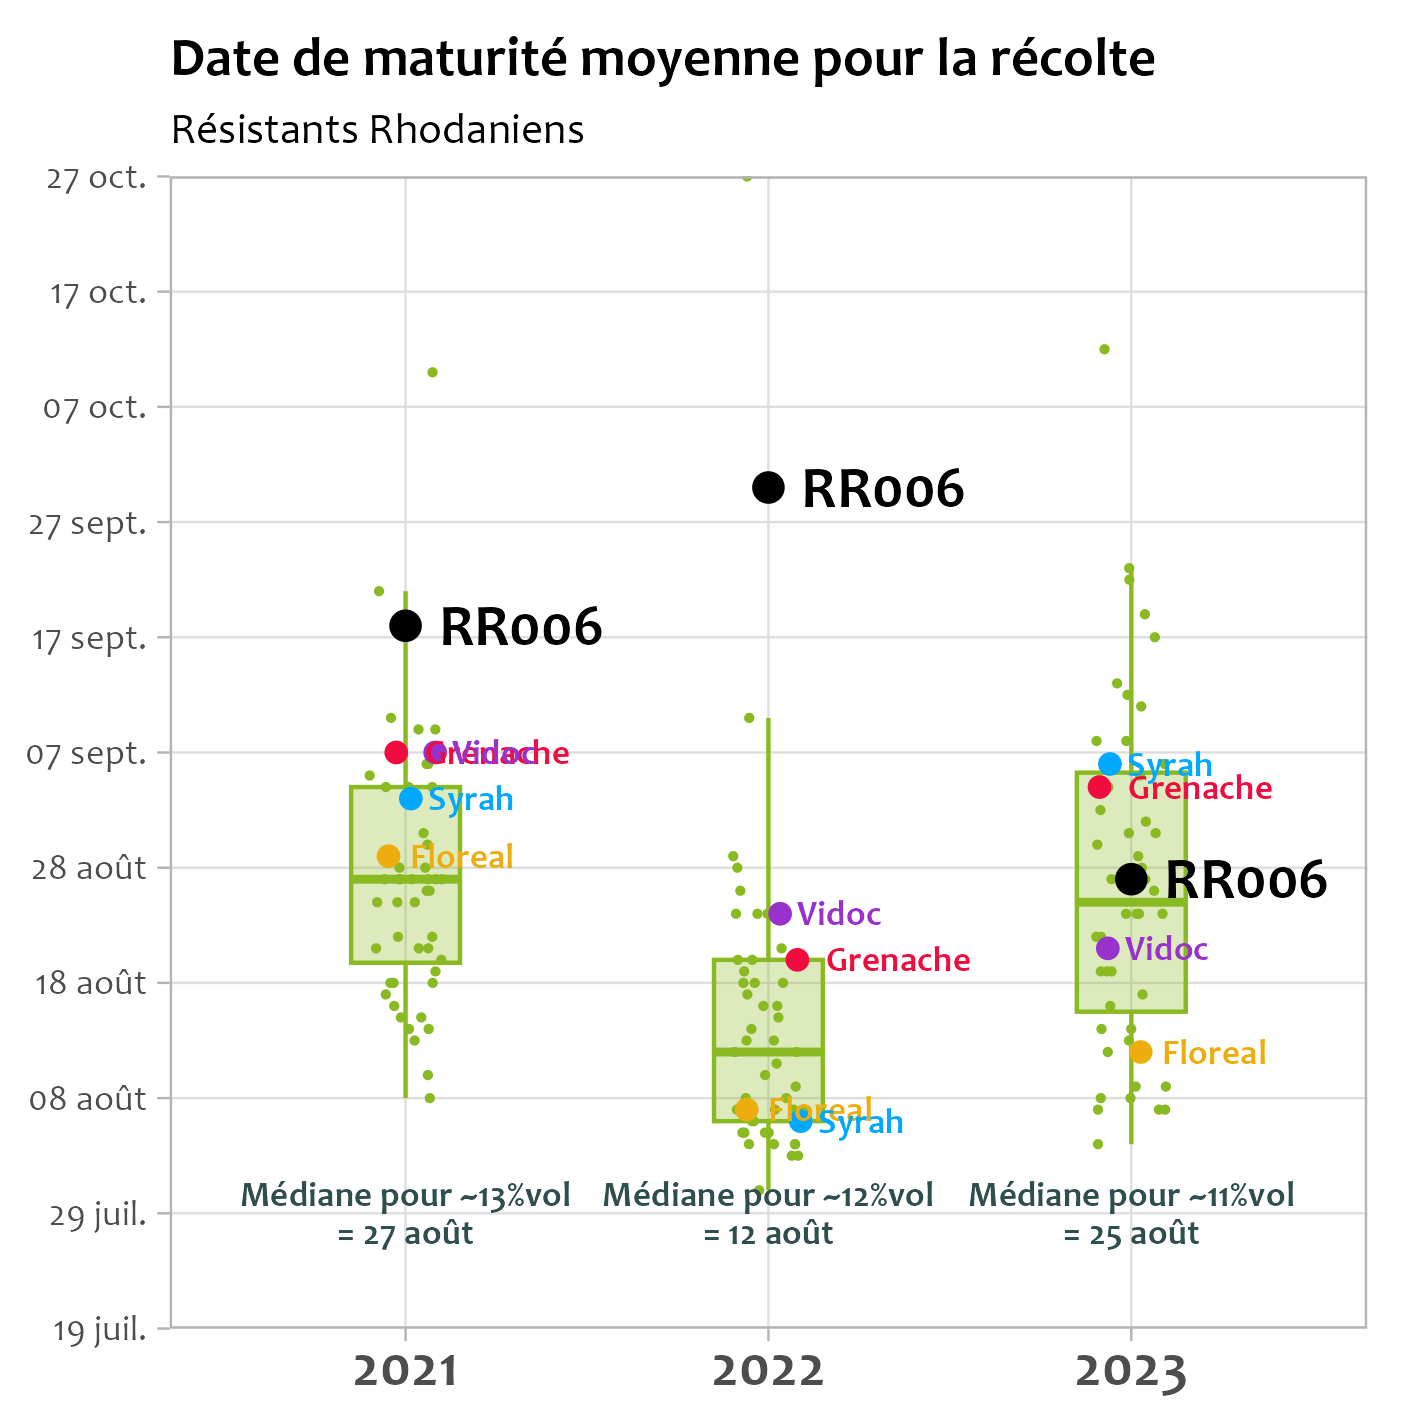 Date de maturité moyenne pour la récolte
Résistants Rhodaniens
27 oct.
17 oct.
07 oct.
27 sept.
17 sept.
07 sept.
28 août
18 août
08 août
29 juil.
19 juil.
RR006
Vidoc
Grenache
Syrah
Floreal
Médiane pour ~13%vol
= 27 août
RR006
Vidoc
Grenache
Floreal
Syrah
Médiane pour ~12%vol
= 12 août
Syrah
Grenache
RR006
Vidoc
Floreal
Médiane pour ~11%vol
= 25 août
2021
2022
2023